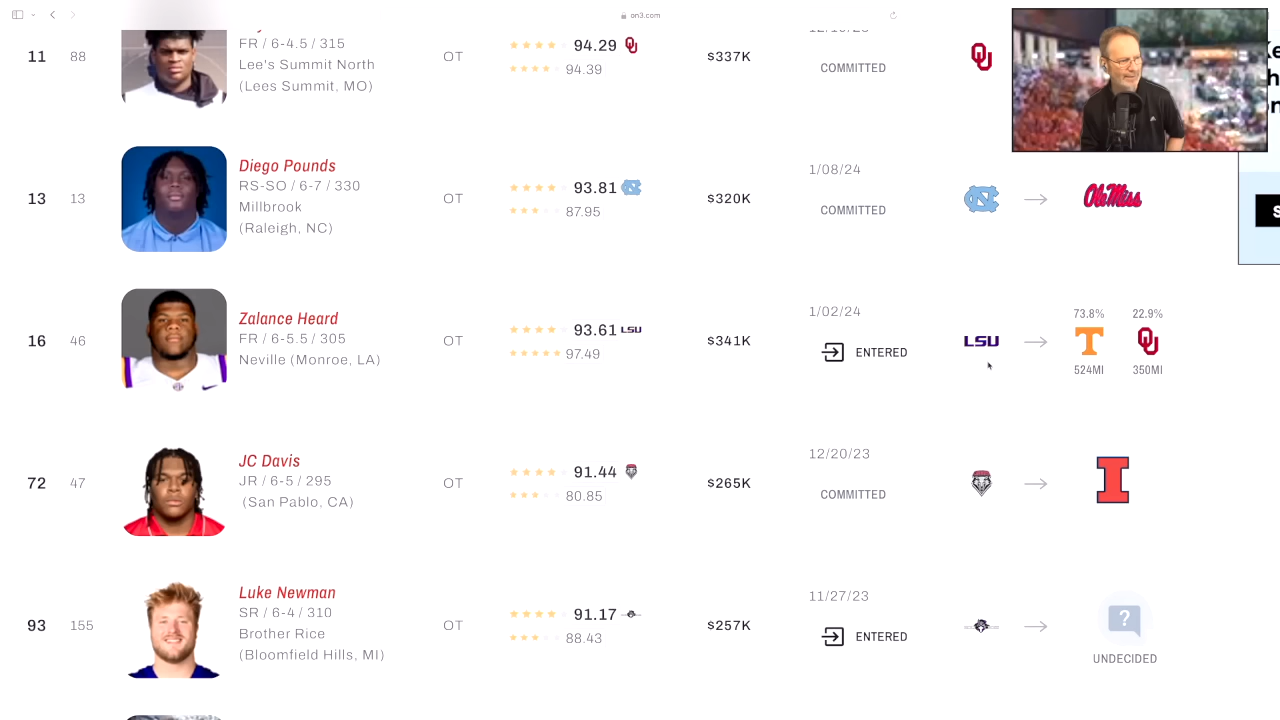 on3.com
11 88
FR / 6-4.5 / 315
Lee's Summit North
(Lees Summit, MO)
OT
94.29
94.39
$337K
COMMITTED
OU
13 13
Diego Pounds
RS-SO / 6-7 / 330
Millbrook
(Raleigh, NC)
OT
93.81 NC
87.95
$320K
1/08/24
COMMITTED
NC
Ole Miss
16 46
Zalance Heard
FR / 6-5.5 / 305
Neville (Monroe, LA)
OT
93.61 LSU
97.49
$341K
1/02/24
ENTERED
LSU
73.8% 22.9%
T OU
524MI 350MI
72 47
JC Davis
JR / 6-5 / 295
(San Pablo, CA)
OT
91.44
80.85
$265K
12/20/23
COMMITTED
I
93 155
Luke Newman
SR / 6-4 / 310
Brother Rice
(Bloomfield Hills, MI)
OT
91.17
88.43
$257K
11/27/23
ENTERED
?
UNDECIDED